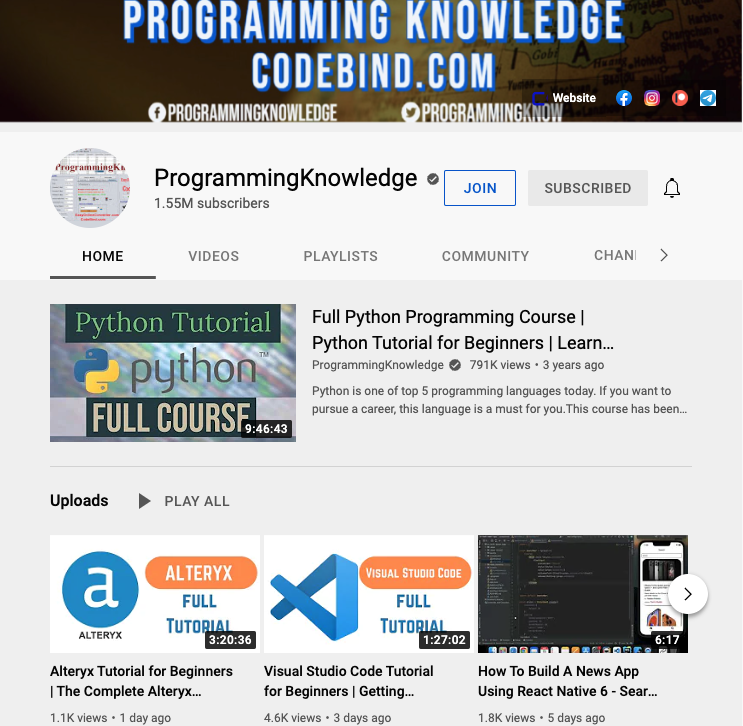 PROGRAMMING KNOWLEDGE
CODEBIND.COM
PROGRAMMINGKNOWLEDGE
PROGRAMMINGKNOW
Website
ProgrammingKnowledge
1.55M subscribers
JOIN
SUBSCRIBED
HOME
VIDEOS
PLAYLISTS
COMMUNITY
CHAN
Python Tutorial
python™
FULL COURSE
9:46:43
Full Python Programming Course |
Python Tutorial for Beginners | Learn…
ProgrammingKnowledge 791K views • 3 years ago
Python is one of top 5 programming languages today. If you want to
pursue a career, this language is a must for you.This course has been…
Uploads
PLAY ALL
a
ALTERYX
ALTERYX
FULL
TUTORIAL
3:20:36
VISUAL STUDIO CODE
FULL
TUTORIAL
1:27:02
6:17
Alteryx Tutorial for Beginners
| The Complete Alteryx…
1.1K views • 1 day ago
Visual Studio Code Tutorial
for Beginners | Getting…
4.6K views • 3 days ago
How To Build A News App
Using React Native 6 - Sear…
1.8K views • 5 days ago